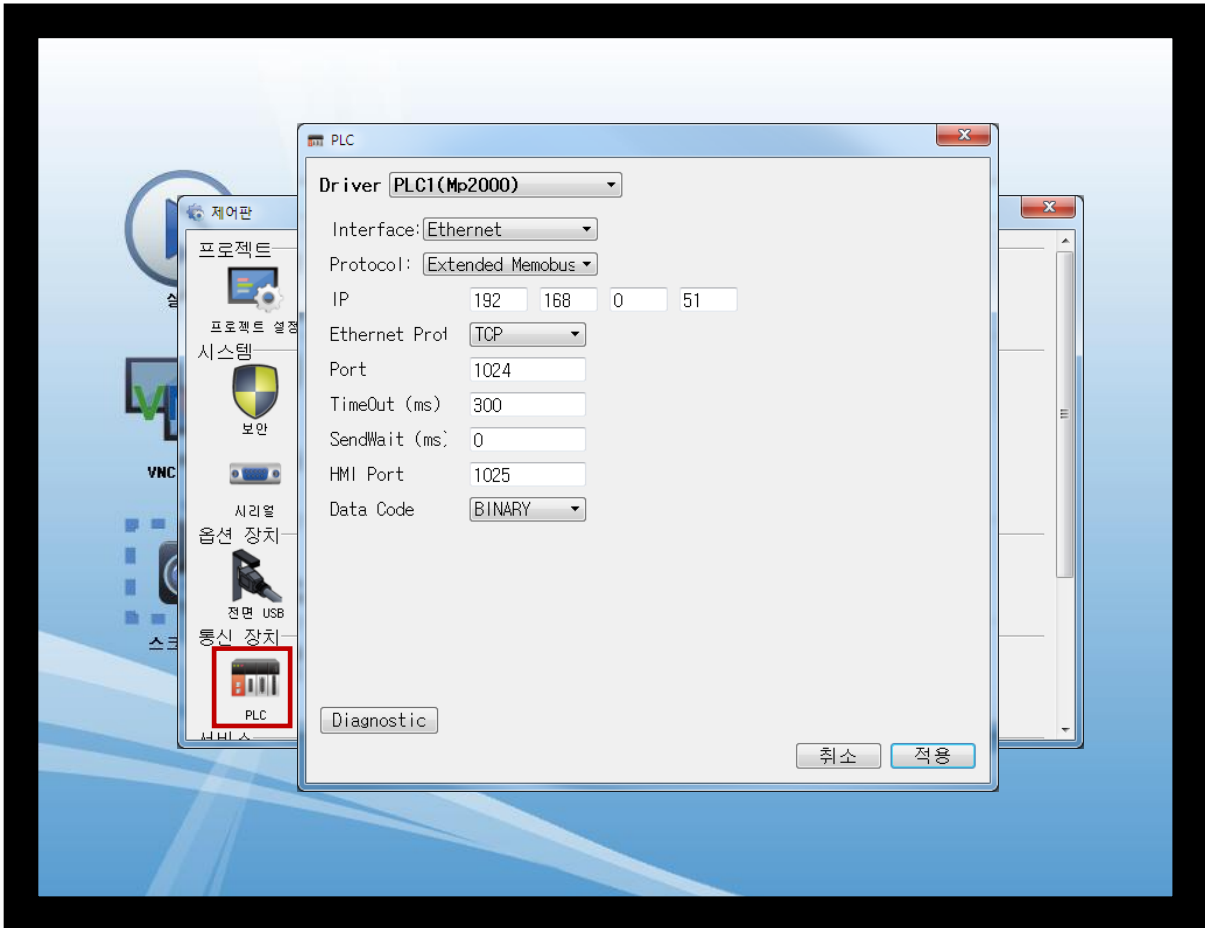 PLC
Driver PLC1(Mp2000)
Interface: Ethernet
Protocol: Extended Memobus
IP 192 168 0 51
Ethernet Prot TCP
Port 1024
TimeOut (ms) 300
SendWait (ms) 0
HMI Port 1025
Data Code BINARY
Diagnostic
취소 적용
제어판
프로젝트
프로젝트 설정
시스템
보안
시리얼
옵션 장치
전면 USB
통신 장치
PLC
서비스
VNC